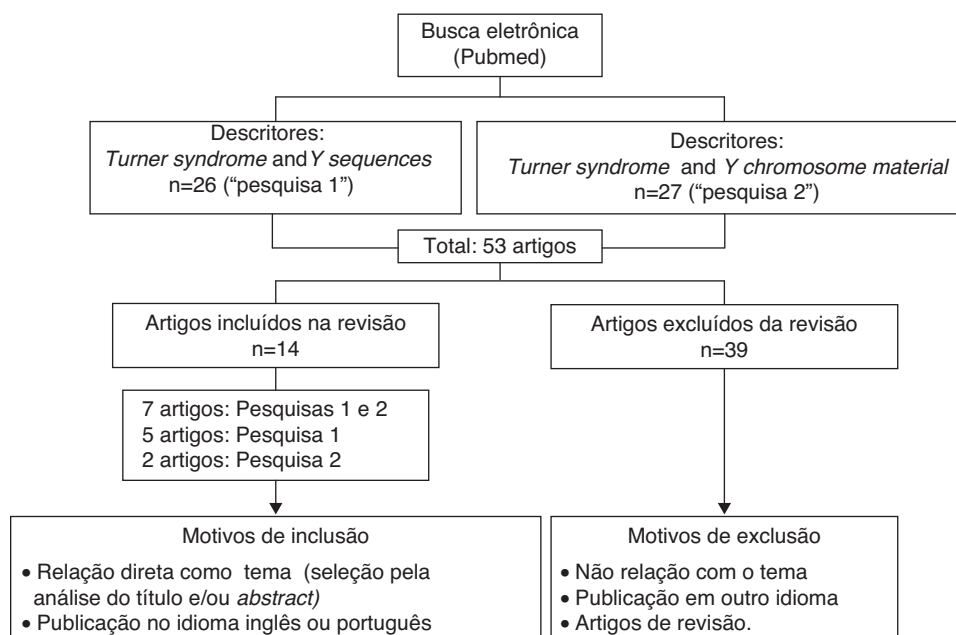 Busca eletrônica
(Pubmed)
Descritores:
Turner syndrome and Y sequences
n=26 (“pesquisa 1”)
Descritores:
Turner syndrome and Y chromosome material
n=27 (“pesquisa 2”)
Total: 53 artigos
Artigos incluídos na revisão
n=14
Artigos excluídos da revisão
n=39
7 artigos: Pesquisas 1 e 2
5 artigos: Pesquisa 1
2 artigos: Pesquisa 2
Motivos de inclusão
• Relação direta como tema (seleção pela
análise do título e/ou abstract)
• Publicação no idioma inglês ou português
Motivos de exclusão
• Não relação com o tema
• Publicação em outro idioma
• Artigos de revisão.